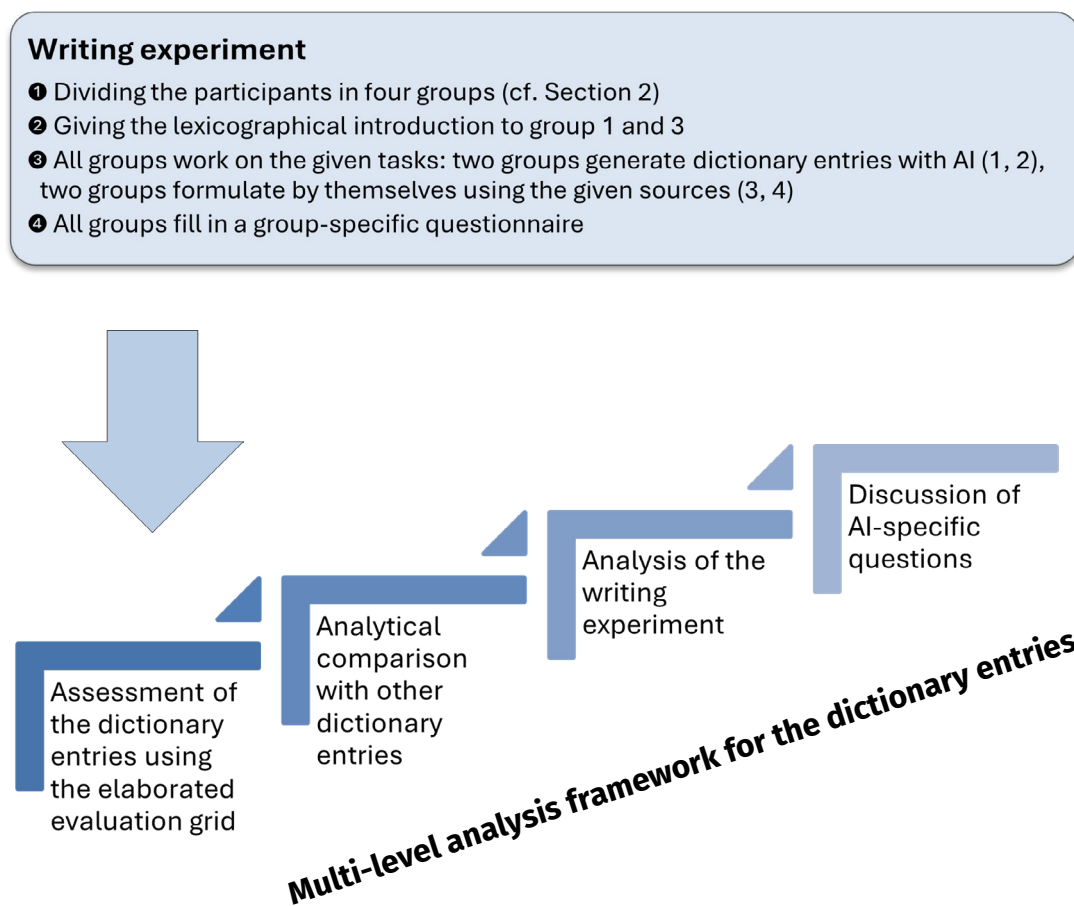 Writing experiment
❶ Dividing the participants in four groups (cf. Section 2)
❷ Giving the lexicographical introduction to group 1 and 3
❸ All groups work on the given tasks: two groups generate dictionary entries with AI (1, 2),
two groups formulate by themselves using the given sources (3, 4)
❹ All groups fill in a group-specific questionnaire
Assessment of
the dictionary
entries using
the elaborated
evaluation grid
Analytical
comparison
with other
dictionary
entries
Analysis of the
writing
experiment
Discussion of
AI-specific
questions
Multi-level analysis framework for the dictionary entries